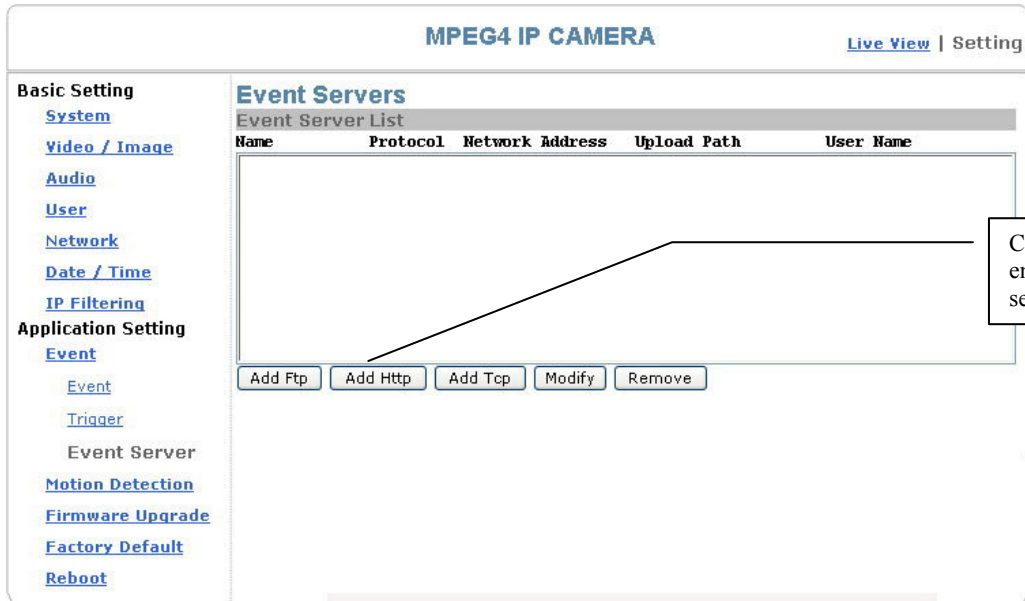 MPEG4 IP CAMERA
Live View | Setting
Basic Setting
System
Video / Image
Audio
User
Network
Date / Time
IP Filtering
Application Setting
Event
Event
Trigger
Event Server
Motion Detection
Firmware Upgrade
Factory Default
Reboot
Event Servers
Event Server List
Name Protocol Network Address Upload Path User Name
Add Ftp Add Http Add Tcp Modify Remove